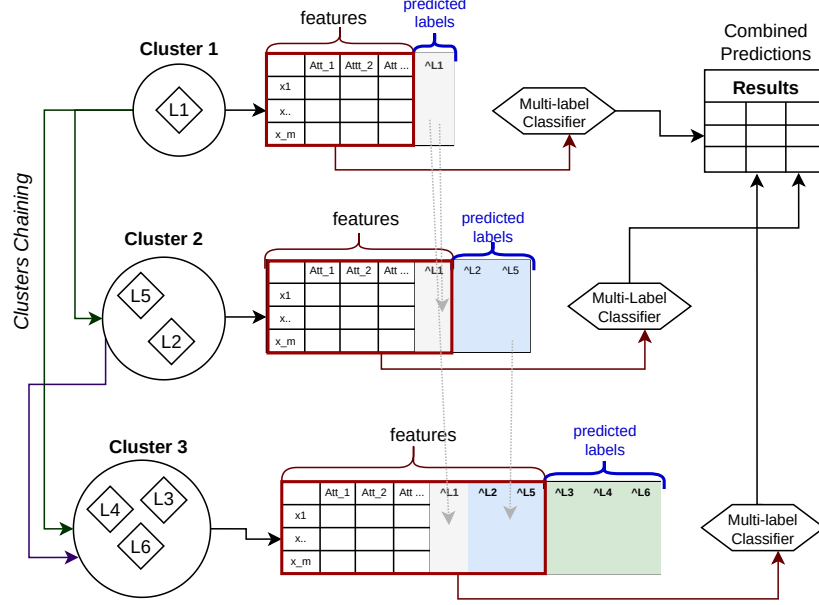 features
predicted
labels
Combined
Predictions
Cluster 1
Att_1 Attt_2 Att ... ^L1
x1
x..
x_m
L1
Multi-label
Classifier
Results
Clusters Chaining
features
predicted
labels
Cluster 2
Att_1 Att_2 Att ... ^L1 ^L2 ^L5
x1
x..
x_m
L5
L2
Multi-Label
Classifier
features
predicted
labels
Cluster 3
Att_1 Att_2 Att ... ^L1 ^L2 ^L5 ^L3 ^L4 ^L6
x1
x..
x_m
L4
L3
L6
Multi-label
Classifier